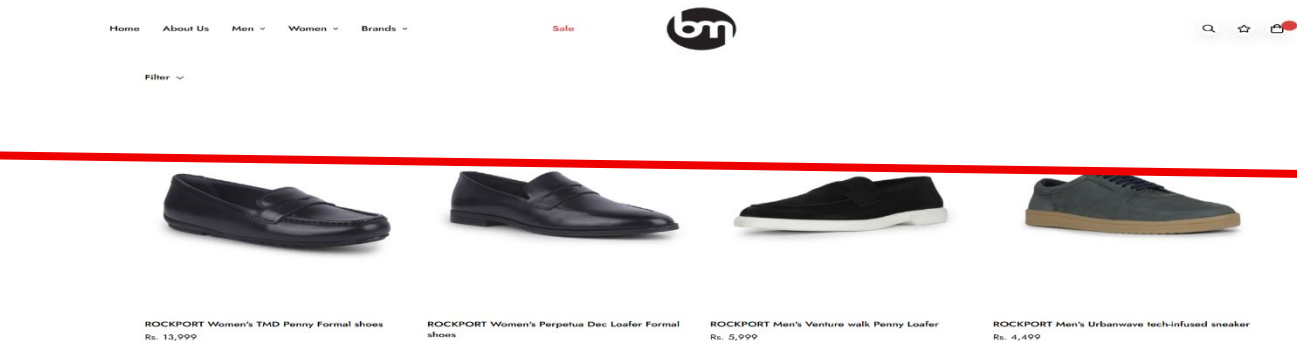 Home About Us Men Women Brands Sale bm
Filter
ROCKPORT Women's TMD Penny Formal shoes
Rs. 13,999
ROCKPORT Women's Perpetua Dec Loafer Formal
shoes
ROCKPORT Men's Venture walk Penny Loafer
Rs. 5,999
ROCKPORT Men's Urbanwave tech-infused sneaker
Rs. 4,499